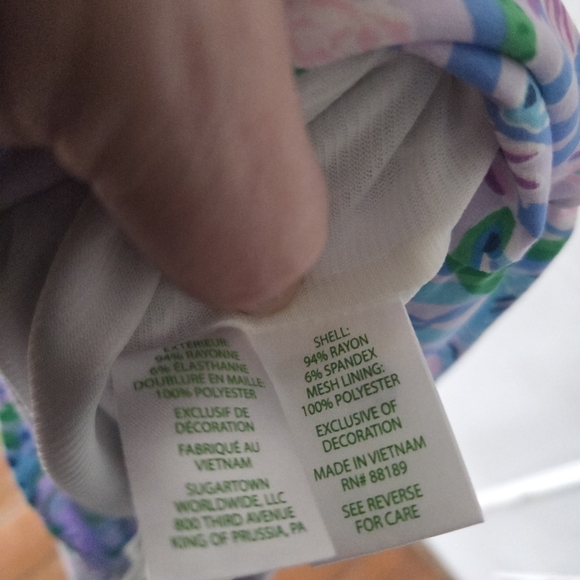 EXTÉRIEUR:
94% RAYONNE
6% ÉLASTHANNE
DOUBLURE EN MAILLE:
100% POLYESTER
EXCLUSIF DE
DÉCORATION
FABRIQUÉ AU
VIETNAM
SUGARTOWN
WORLDWIDE, LLC
800 THIRD AVENUE
KING OF PRUSSIA, PA
SHELL:
94% RAYON
6% SPANDEX
MESH LINING:
100% POLYESTER
EXCLUSIVE OF
DECORATION
MADE IN VIETNAM
RN# 88189
SEE REVERSE
FOR CARE